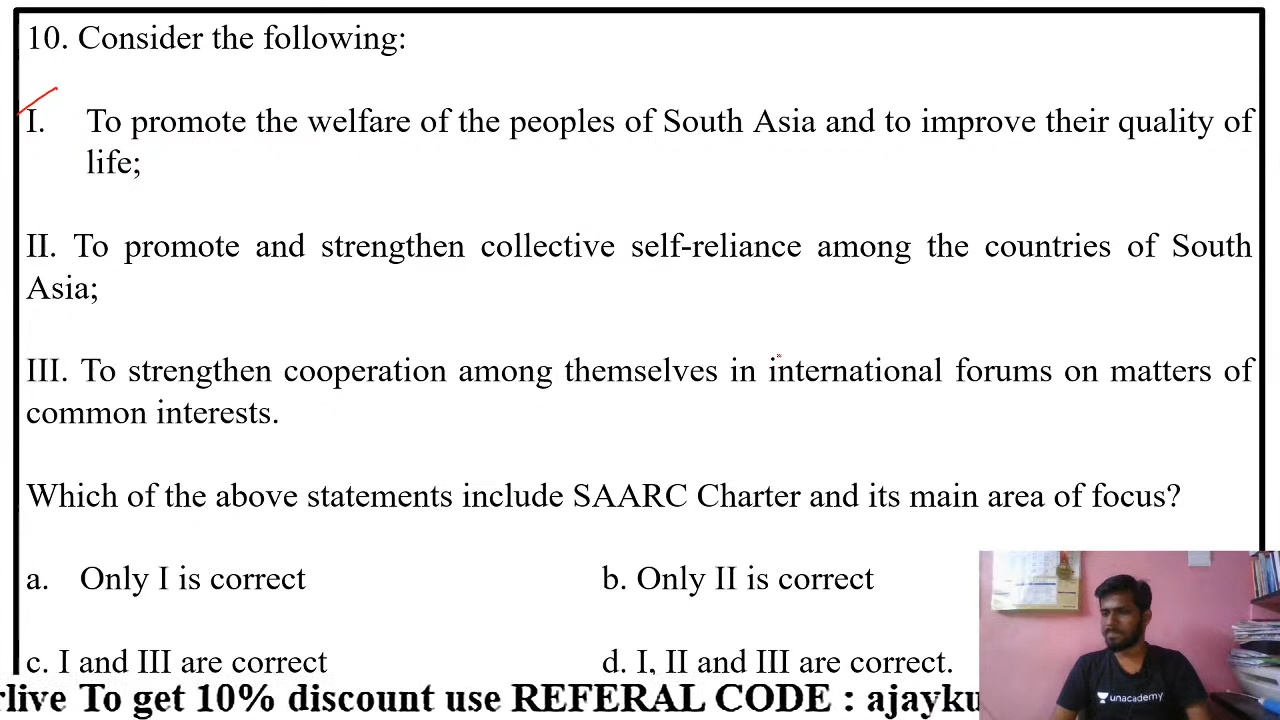 10. Consider the following:
I. To promote the welfare of the peoples of South Asia and to improve their quality of
life;
II. To promote and strengthen collective self-reliance among the countries of South
Asia;
III. To strengthen cooperation among themselves in international forums on matters of
common interests.
Which of the above statements include SAARC Charter and its main area of focus?
a. Only I is correct b. Only II is correct
c. I and III are correct d. I, II and III are correct.
rlive To get 10% discount use REFERAL CODE : ajayku
unacademy